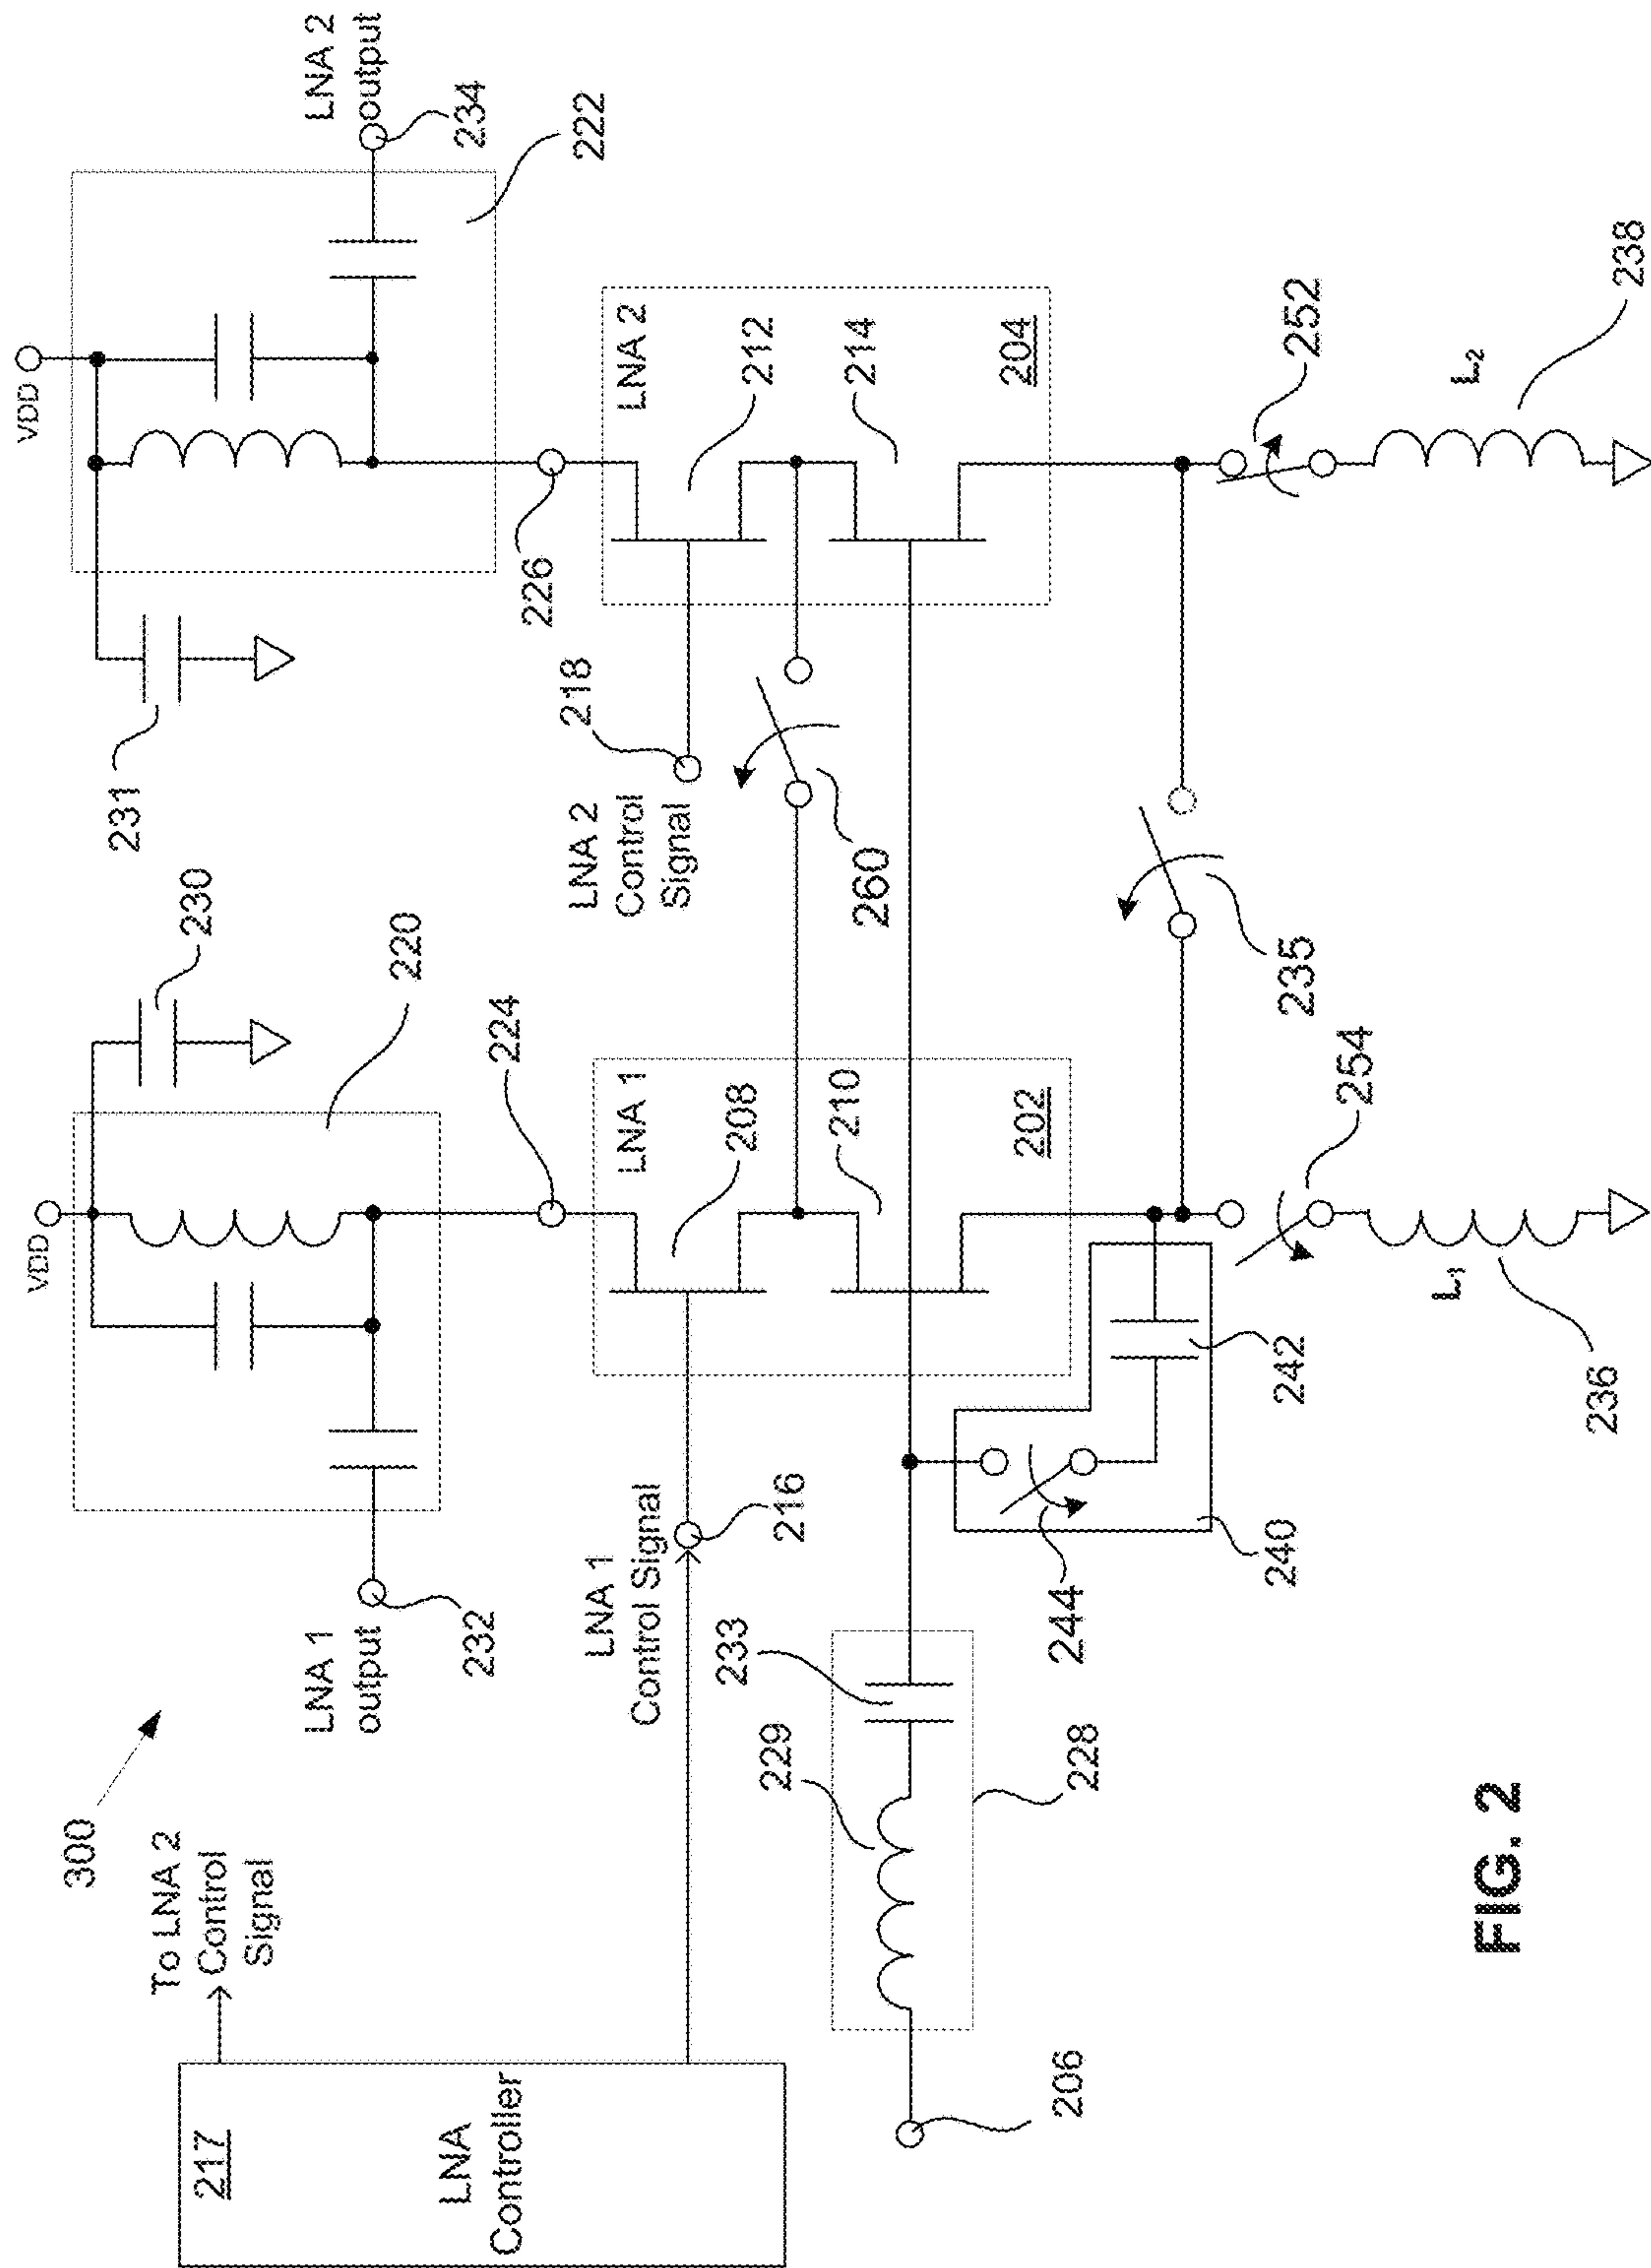 300
To LNA 2
Control
Signal
217
LNA
Controller
VDD
230
220
LNA 1
output
232
224
VDD
231
LNA 2
output
234
222
226
LNA 1
Control Signal
216
LNA 1
208
210
202
LNA 2
Control
Signal
218
260
LNA 2
212
214
204
206
229
233
228
244
240
242
254
L1
236
235
252
L2
238
FIG. 2